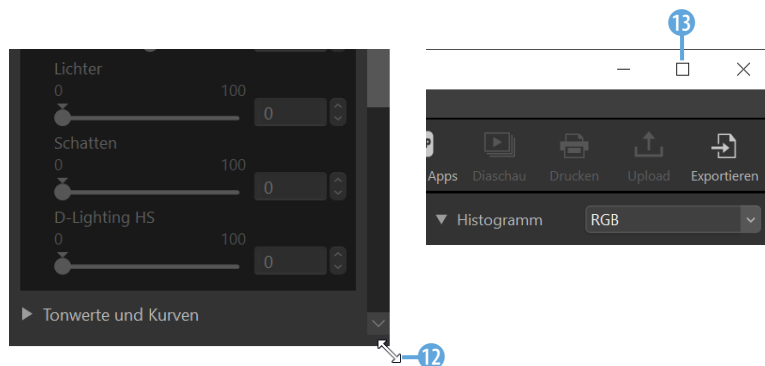 Lichter
0 100
0
Schatten
0 100
0
D-Lighting HS
0 100
0
Tonwerte und Kurven
12
13
Apps Diaschau Drucken Upload Exportieren
Histogramm RGB